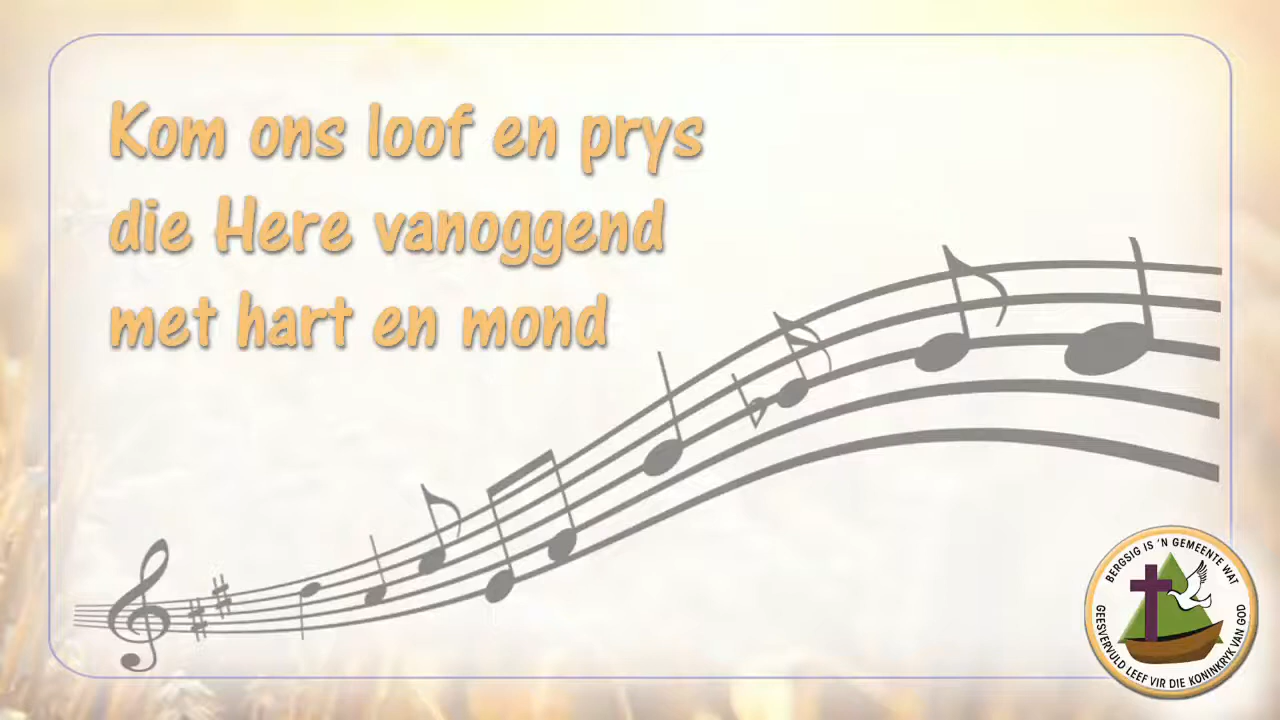 Kom ons loof en prys
die Here vanoggend
met hart en mond
BERGSIG IS 'N GEMEENTE WAT
GEESVERVULD LEEF VIR DIE KONINKRYK VAN GOD